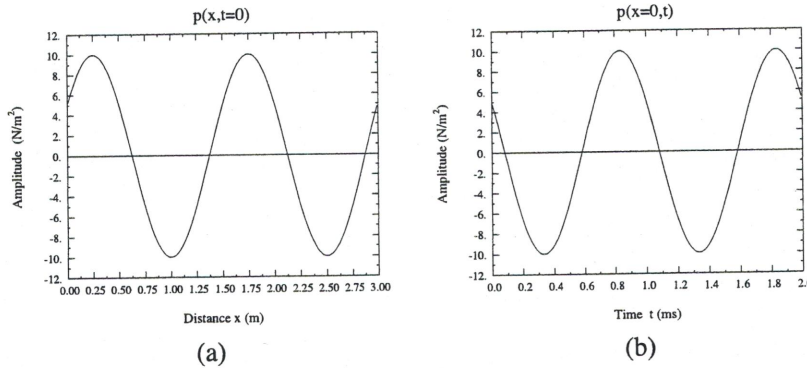 p(x,t=0)
12.
10.
8.
6.
4.
2.
0.
-2.
-4.
-6.
-8.
-10.
-12.
Amplitude (N/m²)
0.00 0.25 0.50 0.75 1.00 1.25 1.50 1.75 2.00 2.25 2.50 2.75 3.00
Distance x (m)
(a)
p(x=0,t)
12.
10.
8.
6.
4.
2.
0.
-2.
-4.
-6.
-8.
-10.
-12.
Amplitude (N/m²)
0.0 0.2 0.4 0.6 0.8 1.0 1.2 1.4 1.6 1.8 2.0
Time t (ms)
(b)